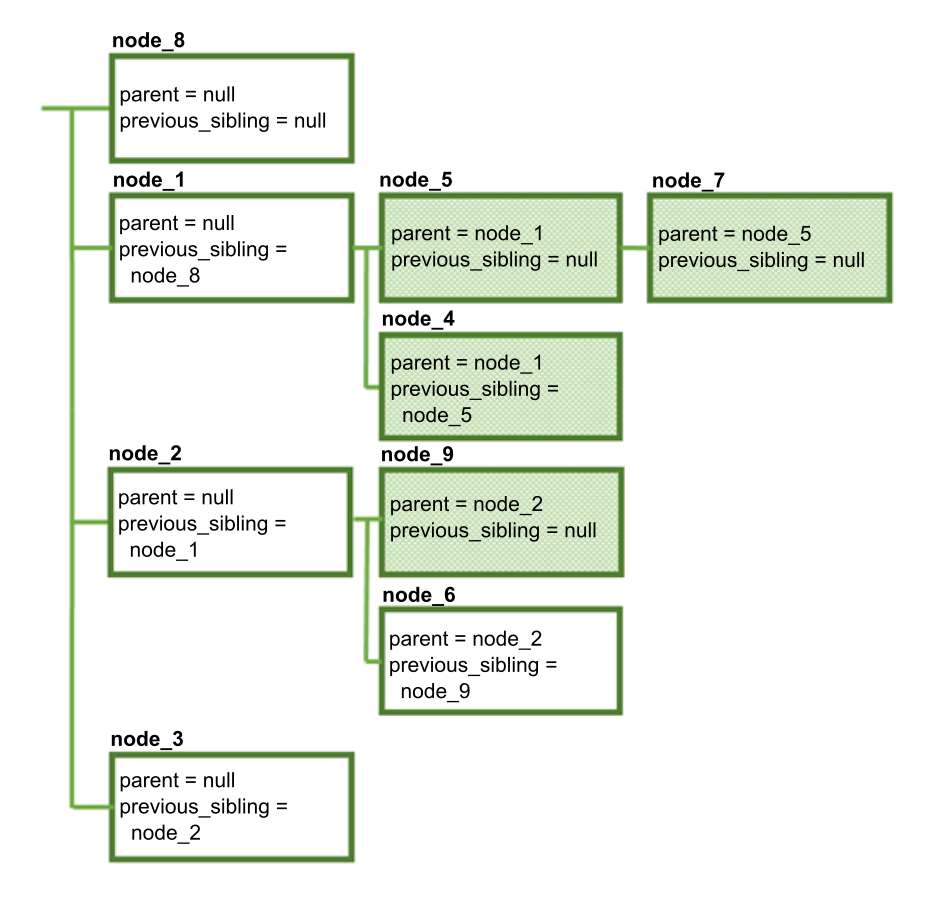 node_8
parent = null
previous_sibling = null
node_1
parent = null
previous_sibling =
node_8
node_5
parent = node_1
previous_sibling = null
node_7
parent = node_5
previous_sibling = null
node_4
parent = node_1
previous_sibling =
node_5
node_2
parent = null
previous_sibling =
node_1
node_9
parent = node_2
previous_sibling = null
node_6
parent = node_2
previous_sibling =
node_9
node_3
parent = null
previous_sibling =
node_2